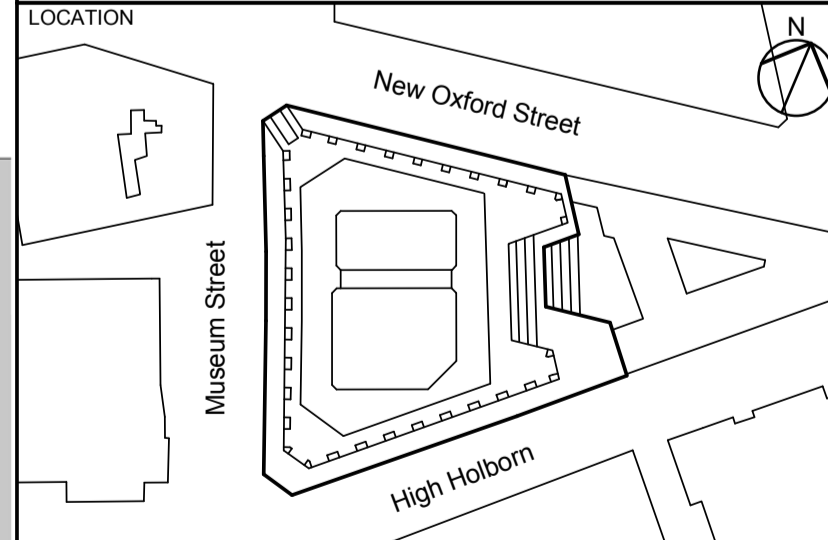 LOCATION
N
New Oxford Street
Museum Street
High Holborn